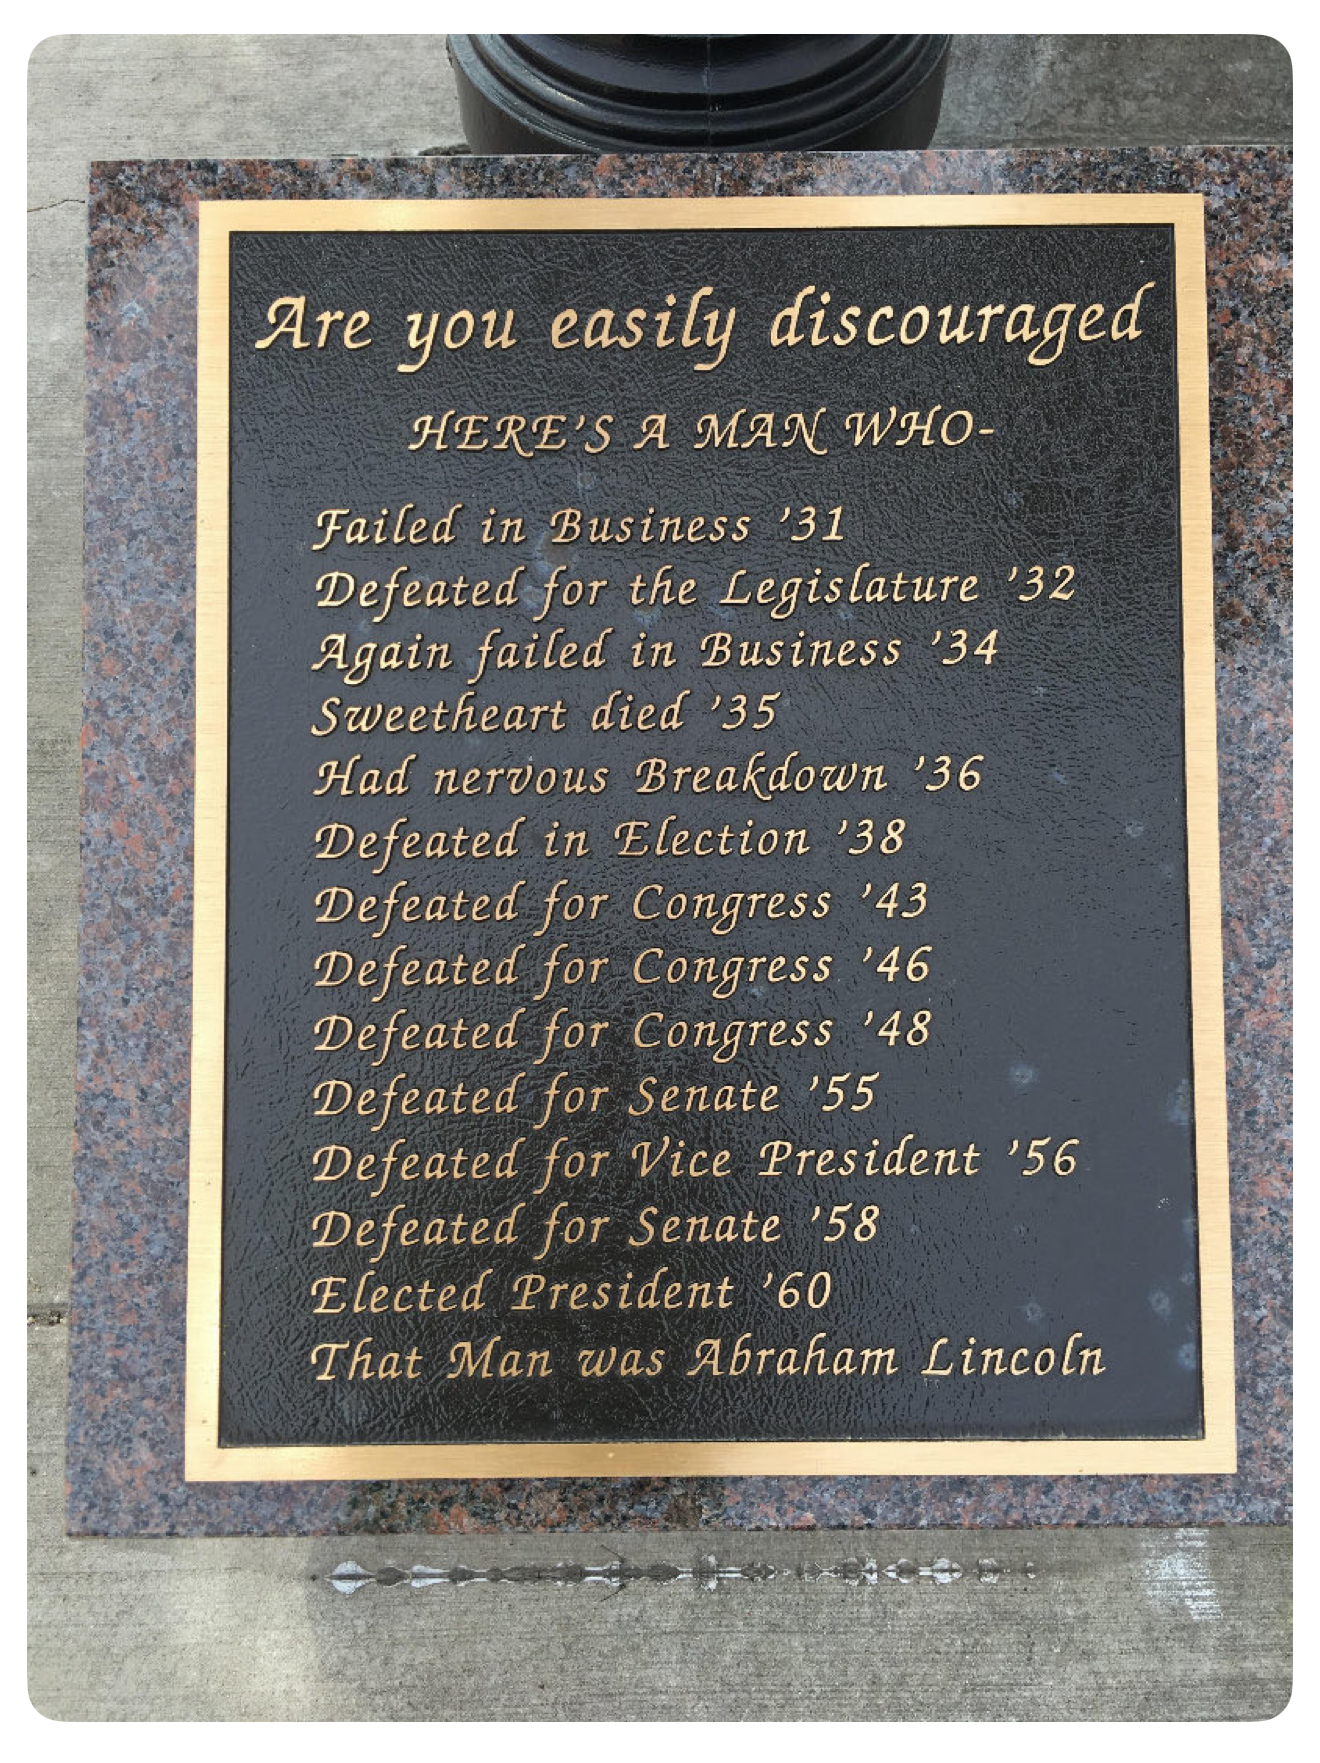 Are you easily discouraged
HERE'S A MAN WHO-
Failed in Business '31
Defeated for the Legislature '32
Again failed in Business '34
Sweetheart died '35
Had nervous Breakdown '36
Defeated in Election '38
Defeated for Congress '43
Defeated for Congress '46
Defeated for Congress '48
Defeated for Senate '55
Defeated for Vice President '56
Defeated for Senate '58
Elected President '60
That Man was Abraham Lincoln